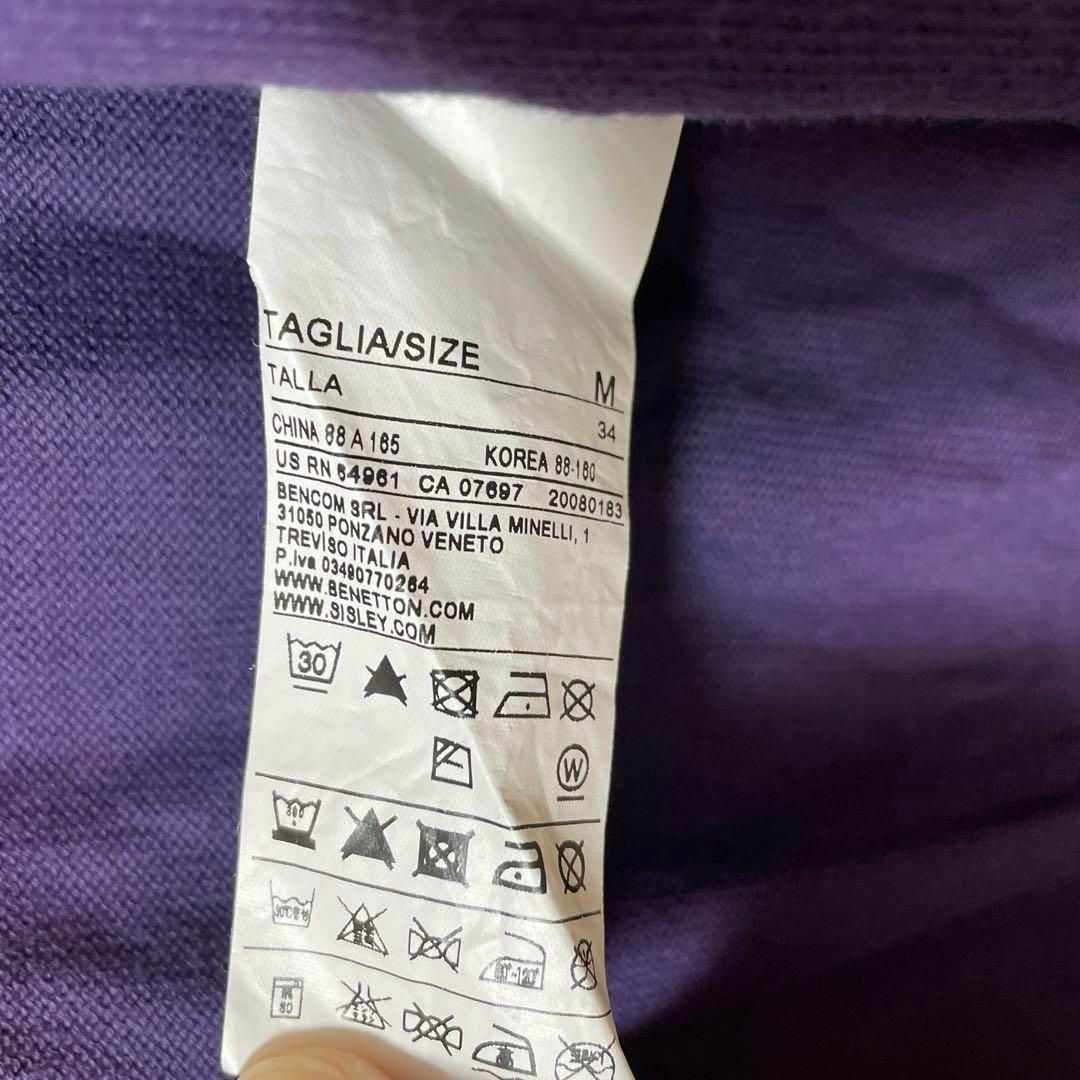 TAGLIA/SIZE M
TALLA 34
CHINA 88 A 165 KOREA 88-160
US RN 64961 CA 07697 20080183
BENCOM SRL - VIA VILLA MINELLI, 1
31050 PONZANO VENETO
TREVISO ITALIA
P.Iva 03490770264
WWW.BENETTON.COM
WWW.SISLEY.COM
30
W